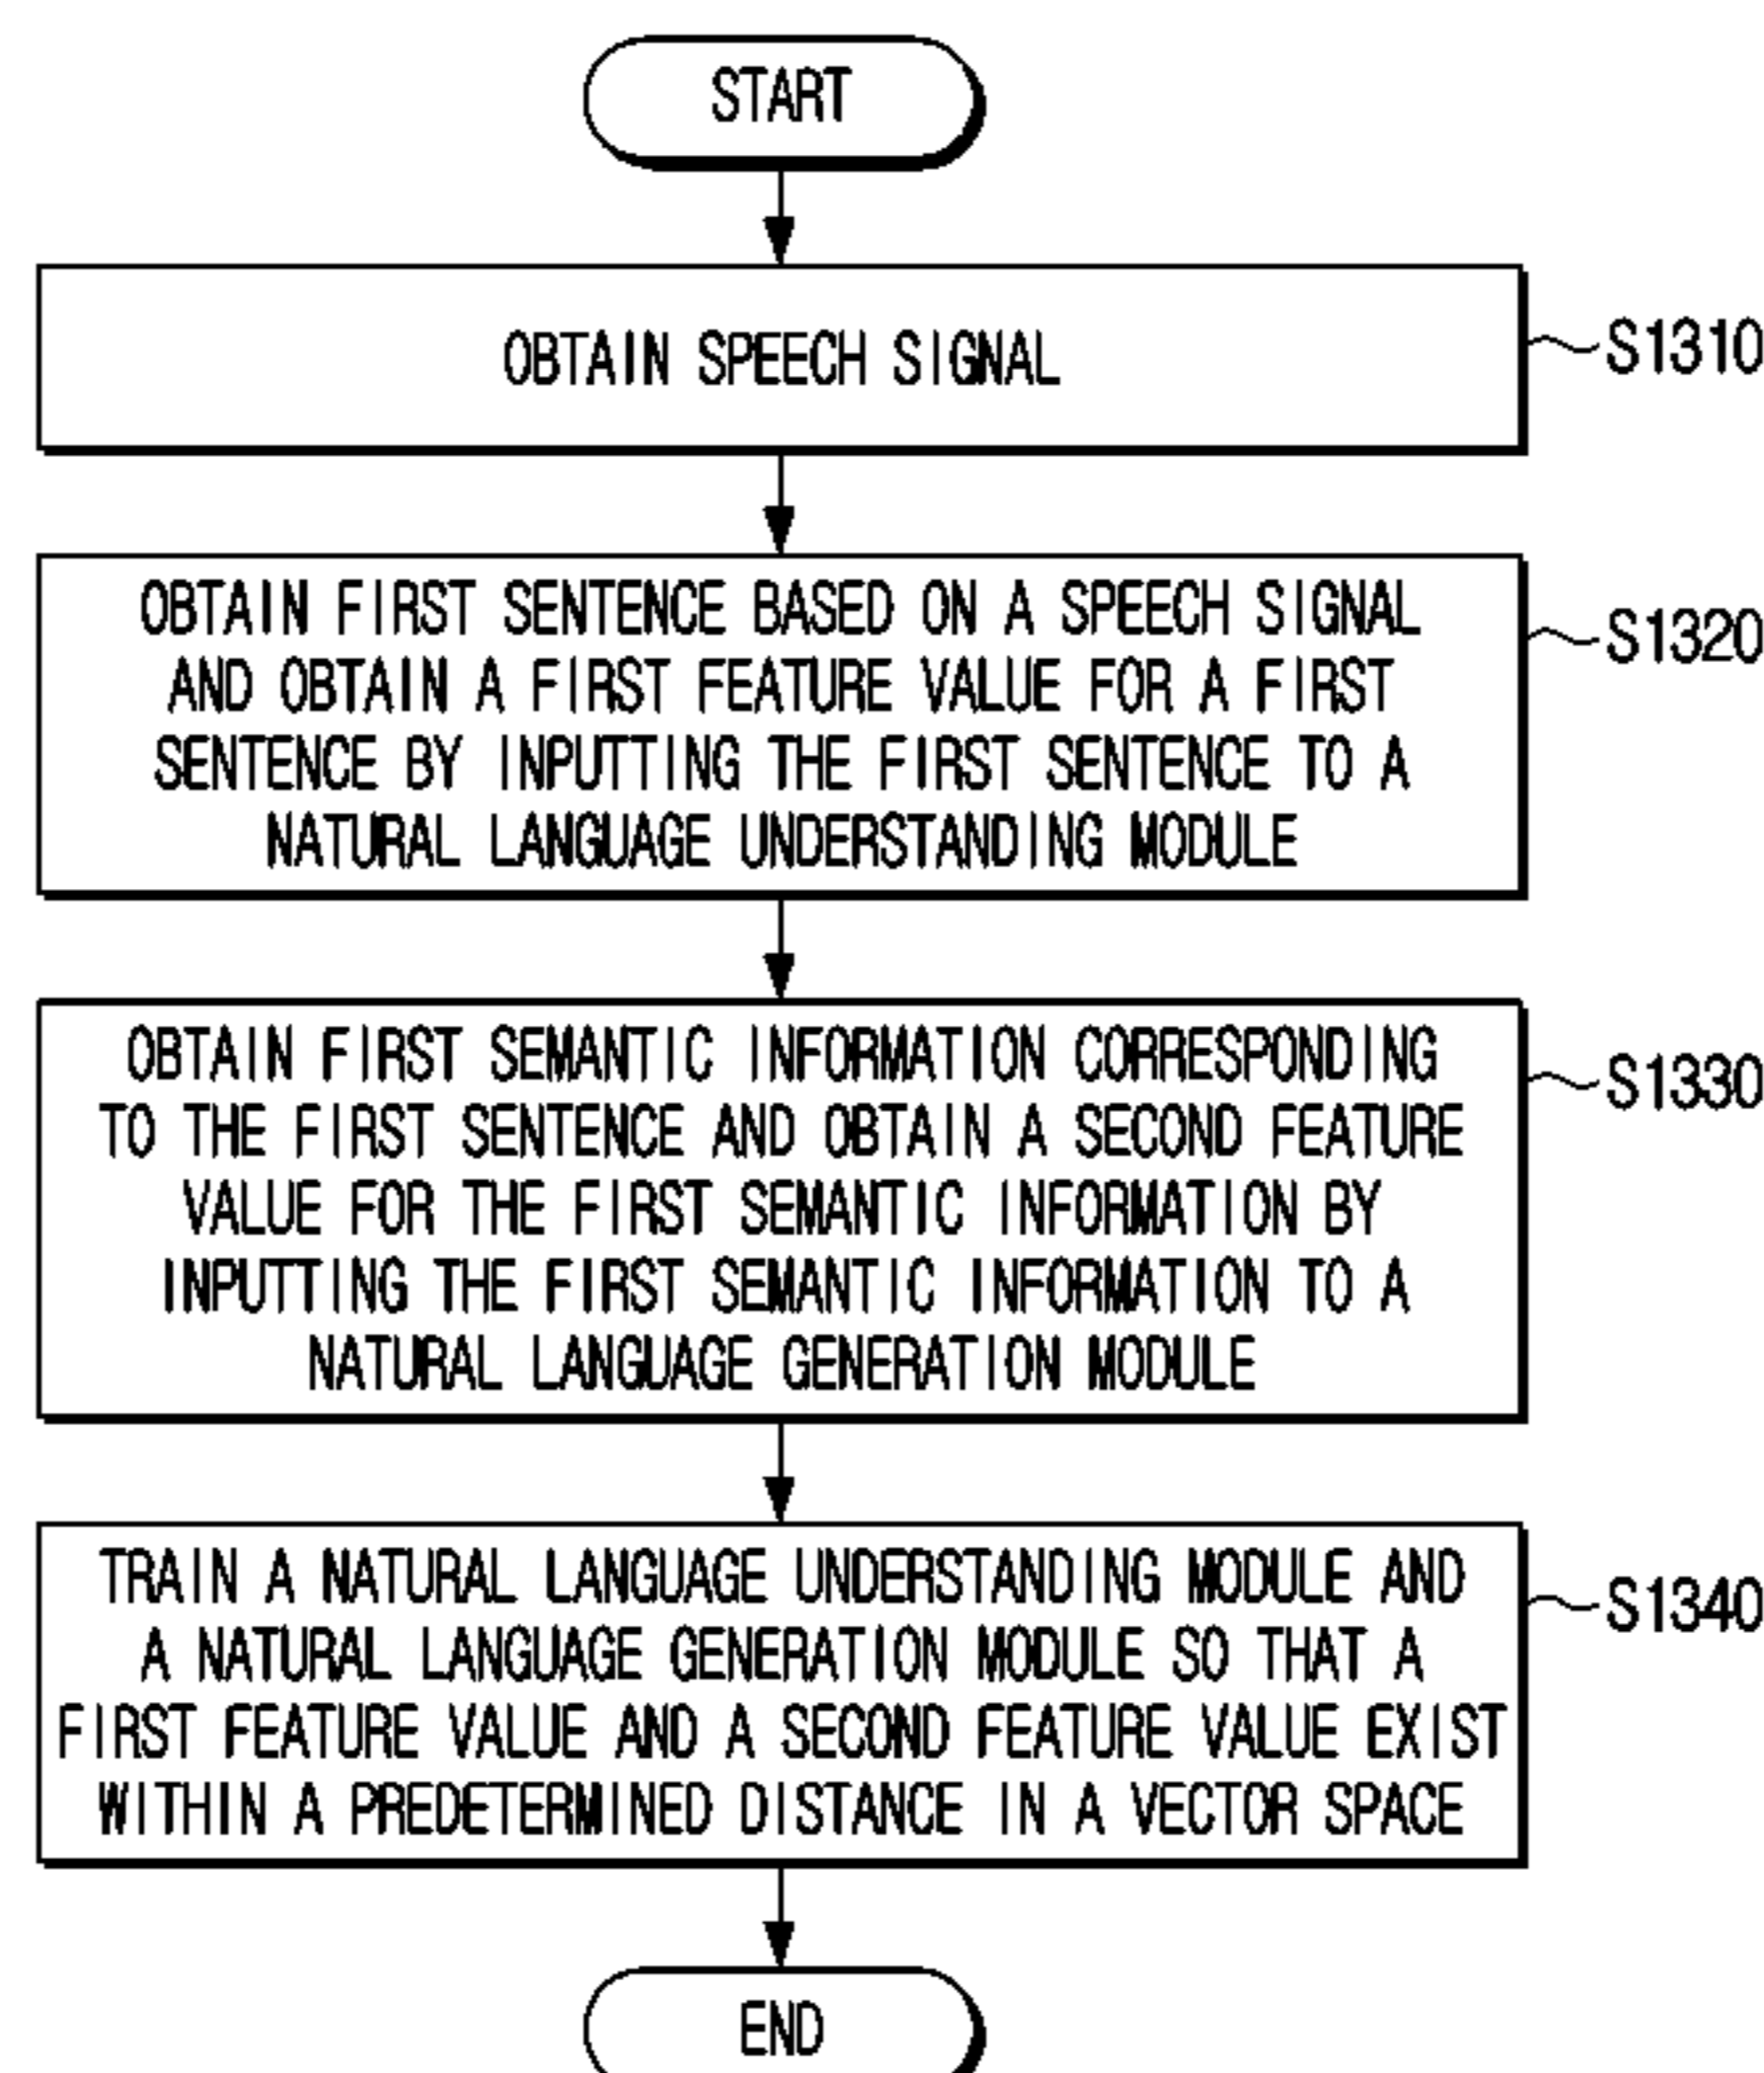 START
OBTAIN SPEECH SIGNAL
S1310
OBTAIN FIRST SENTENCE BASED ON A SPEECH SIGNAL
AND OBTAIN A FIRST FEATURE VALUE FOR A FIRST
SENTENCE BY INPUTTING THE FIRST SENTENCE TO A
NATURAL LANGUAGE UNDERSTANDING MODULE
S1320
OBTAIN FIRST SEMANTIC INFORMATION CORRESPONDING
TO THE FIRST SENTENCE AND OBTAIN A SECOND FEATURE
VALUE FOR THE FIRST SEMANTIC INFORMATION BY
INPUTTING THE FIRST SEMANTIC INFORMATION TO A
NATURAL LANGUAGE GENERATION MODULE
S1330
TRAIN A NATURAL LANGUAGE UNDERSTANDING MODULE AND
A NATURAL LANGUAGE GENERATION MODULE SO THAT A
FIRST FEATURE VALUE AND A SECOND FEATURE VALUE EXIST
WITHIN A PREDETERMINED DISTANCE IN A VECTOR SPACE
S1340
END